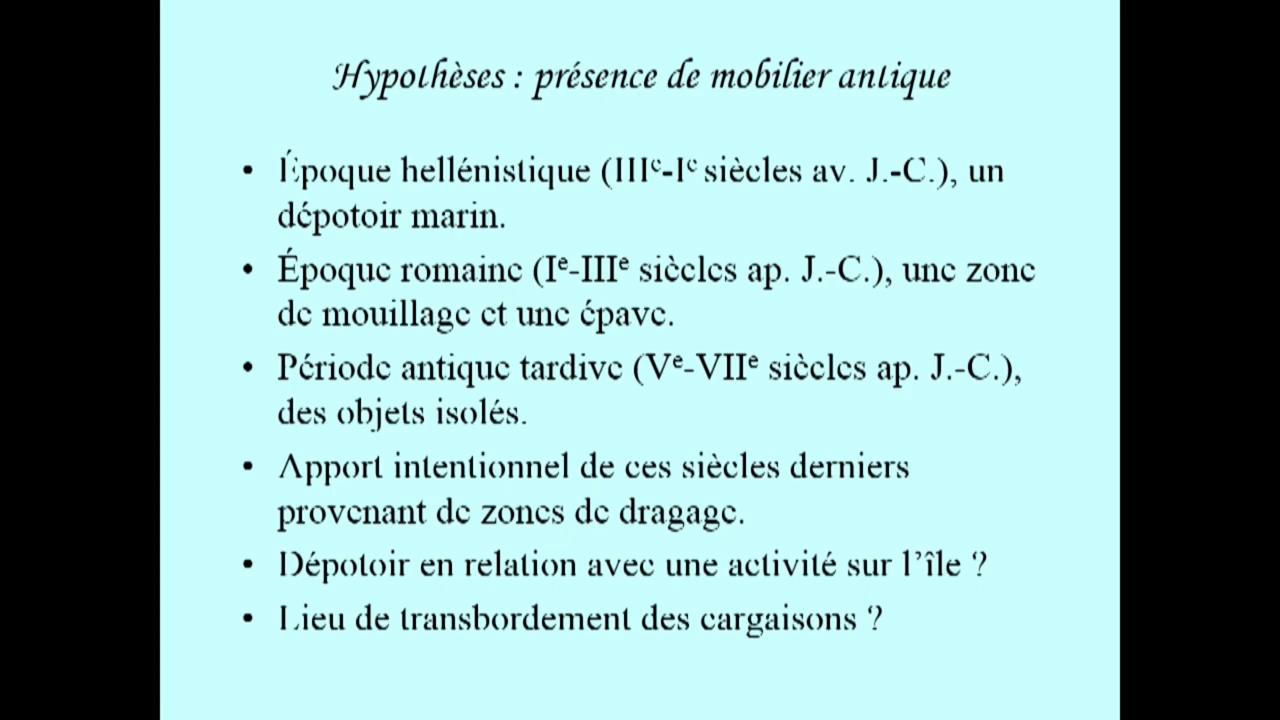 Hypothèses : présence de mobilier antique
• Époque hellénistique (IIIe-Ie siècles av. J.-C.), un
dépotoir marin.
• Époque romaine (Ie-IIIe siècles ap. J.-C.), une zone
de mouillage et une épave.
• Période antique tardive (Ve-VIIe siècles ap. J.-C.),
des objets isolés.
• Apport intentionnel de ces siècles derniers
provenant de zones de dragage.
• Dépotoir en relation avec une activité sur l’île ?
• Lieu de transbordement des cargaisons ?